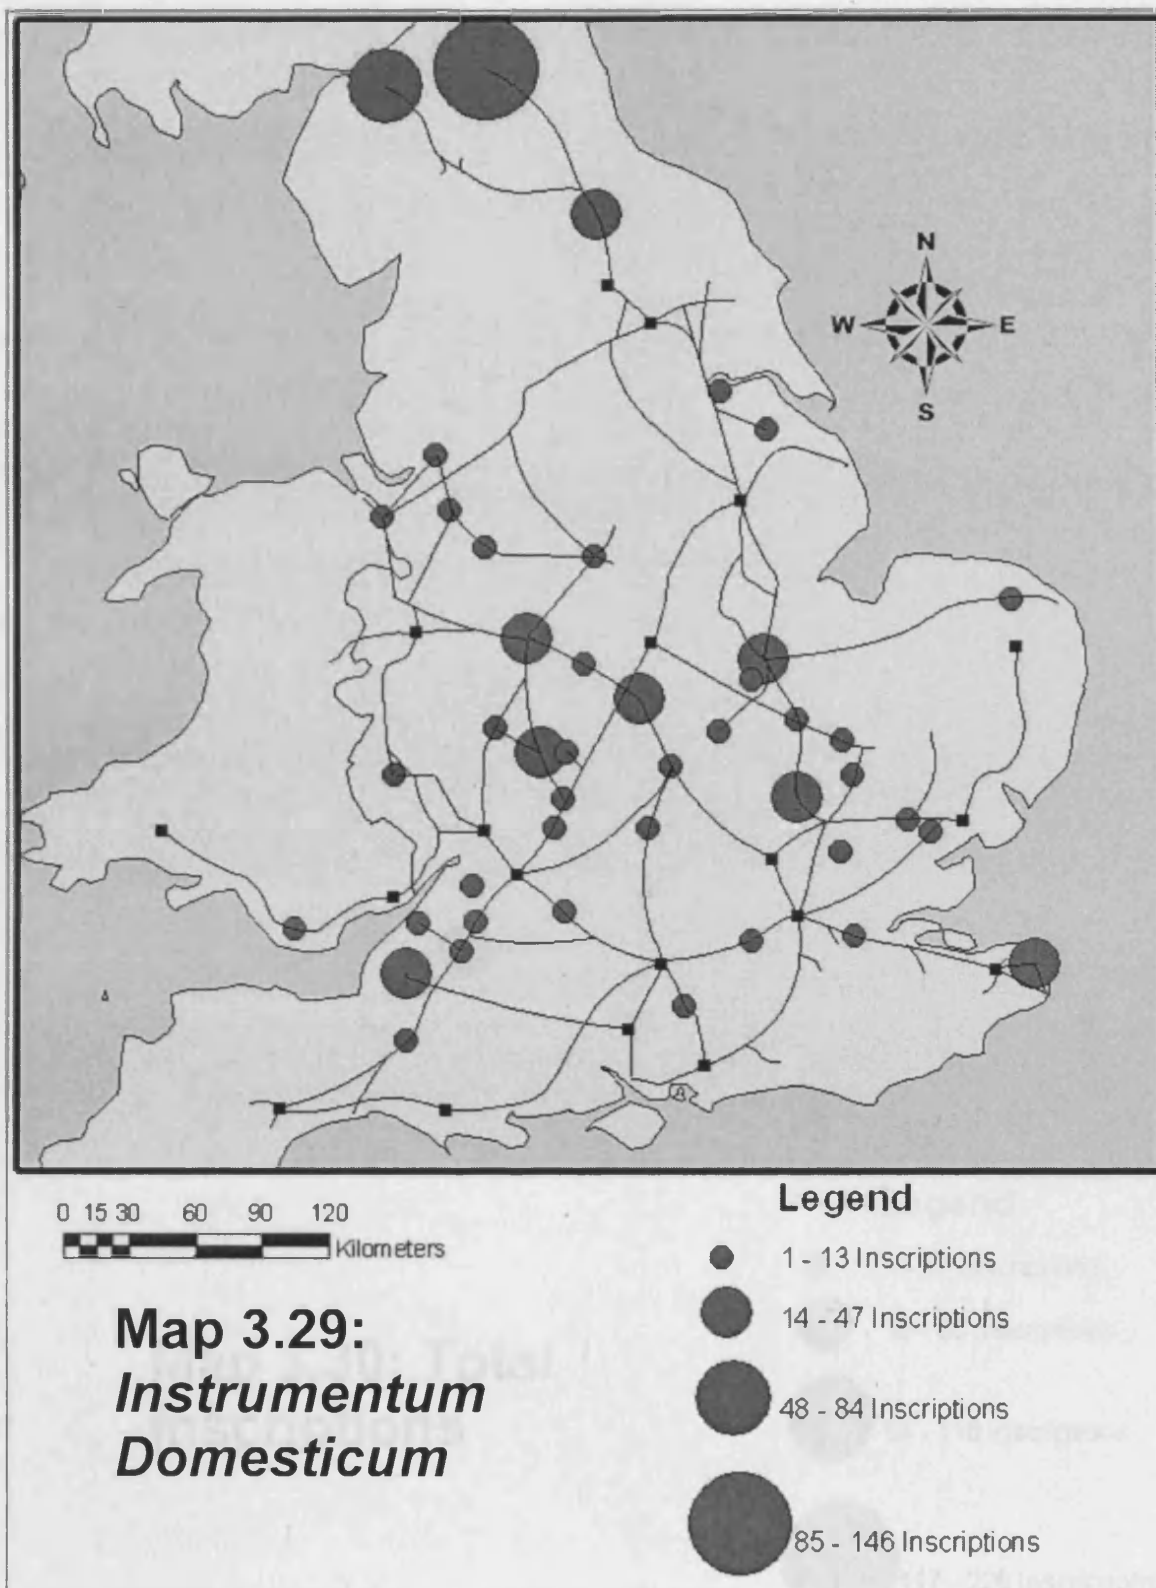 N
W E
S
0 15 30 60 90 120
Kilometers
Legend
1 - 13 Inscriptions
14 - 47 Inscriptions
48 - 84 Inscriptions
85 - 146 Inscriptions
Map 3.29:
Instrumentum
Domesticum